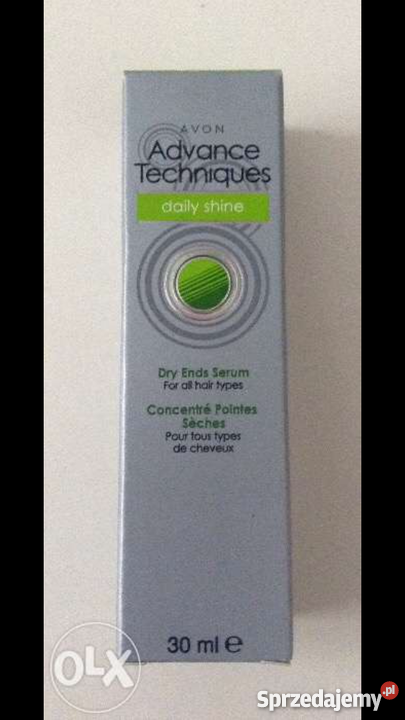 AVON
Advance
Techniques
daily shine
Dry Ends Serum
For all hair types
Concentré Pointes
Sèches
Pour tous types
de cheveux
30 ml e
OLX
Sprzedajemy.pl